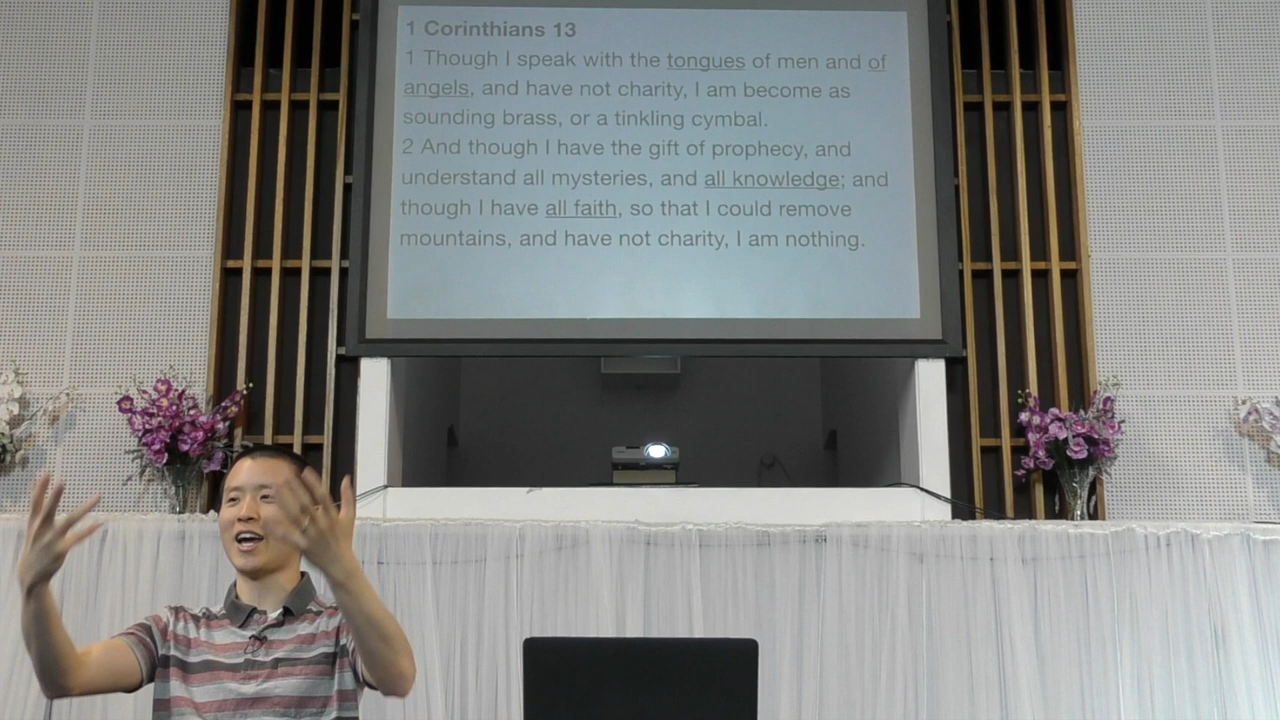 1 Corinthians 13
1 Though I speak with the tongues of men and of
angels, and have not charity, I am become as
sounding brass, or a tinkling cymbal.
2 And though I have the gift of prophecy, and
understand all mysteries, and all knowledge; and
though I have all faith, so that I could remove
mountains, and have not charity, I am nothing.